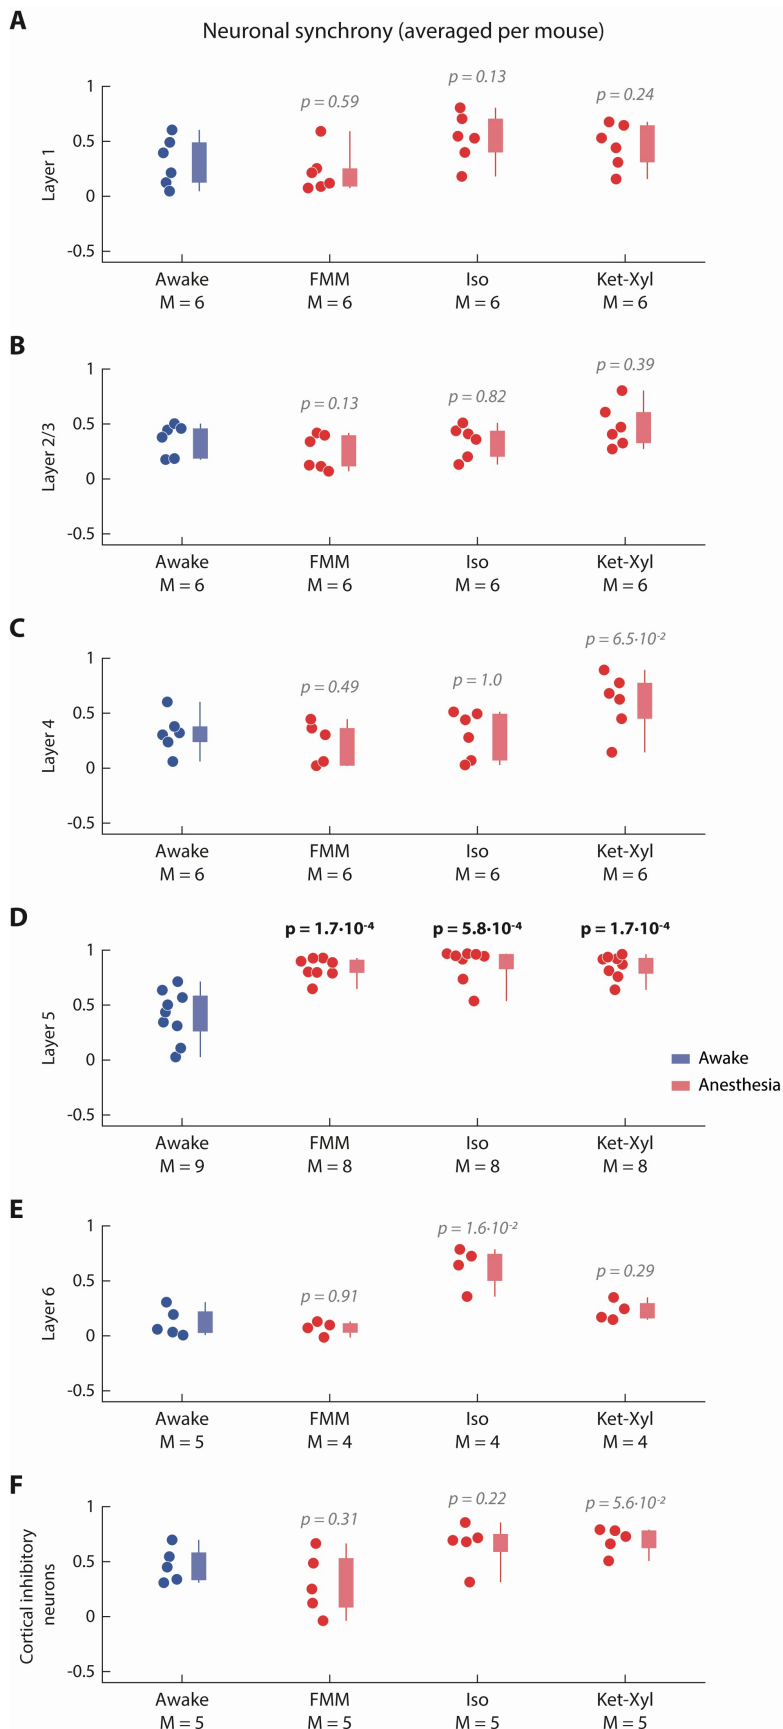 A
Neuronal synchrony (averaged per mouse)
Layer 1
1
0.5
0
-0.5
p = 0.59
p = 0.13
p = 0.24
Awake FMM Iso Ket-Xyl
M = 6 M = 6 M = 6 M = 6
B
Layer 2/3
1
0.5
0
-0.5
p = 0.13
p = 0.82
p = 0.39
Awake FMM Iso Ket-Xyl
M = 6 M = 6 M = 6 M = 6
C
Layer 4
1
0.5
0
-0.5
p = 0.49
p = 1.0
p = 6.5·10⁻²
Awake FMM Iso Ket-Xyl
M = 6 M = 6 M = 6 M = 6
D
Layer 5
1
0.5
0
-0.5
p = 1.7·10⁻⁴ p = 5.8·10⁻⁴ p = 1.7·10⁻⁴
Awake
Anesthesia
Awake FMM Iso Ket-Xyl
M = 9 M = 8 M = 8 M = 8
E
Layer 6
1
0.5
0
-0.5
p = 0.91
p = 1.6·10⁻²
p = 0.29
Awake FMM Iso Ket-Xyl
M = 5 M = 4 M = 4 M = 4
F
Cortical inhibitory
neurons
1
0.5
0
-0.5
p = 0.31
p = 0.22
p = 5.6·10⁻²
Awake FMM Iso Ket-Xyl
M = 5 M = 5 M = 5 M = 5